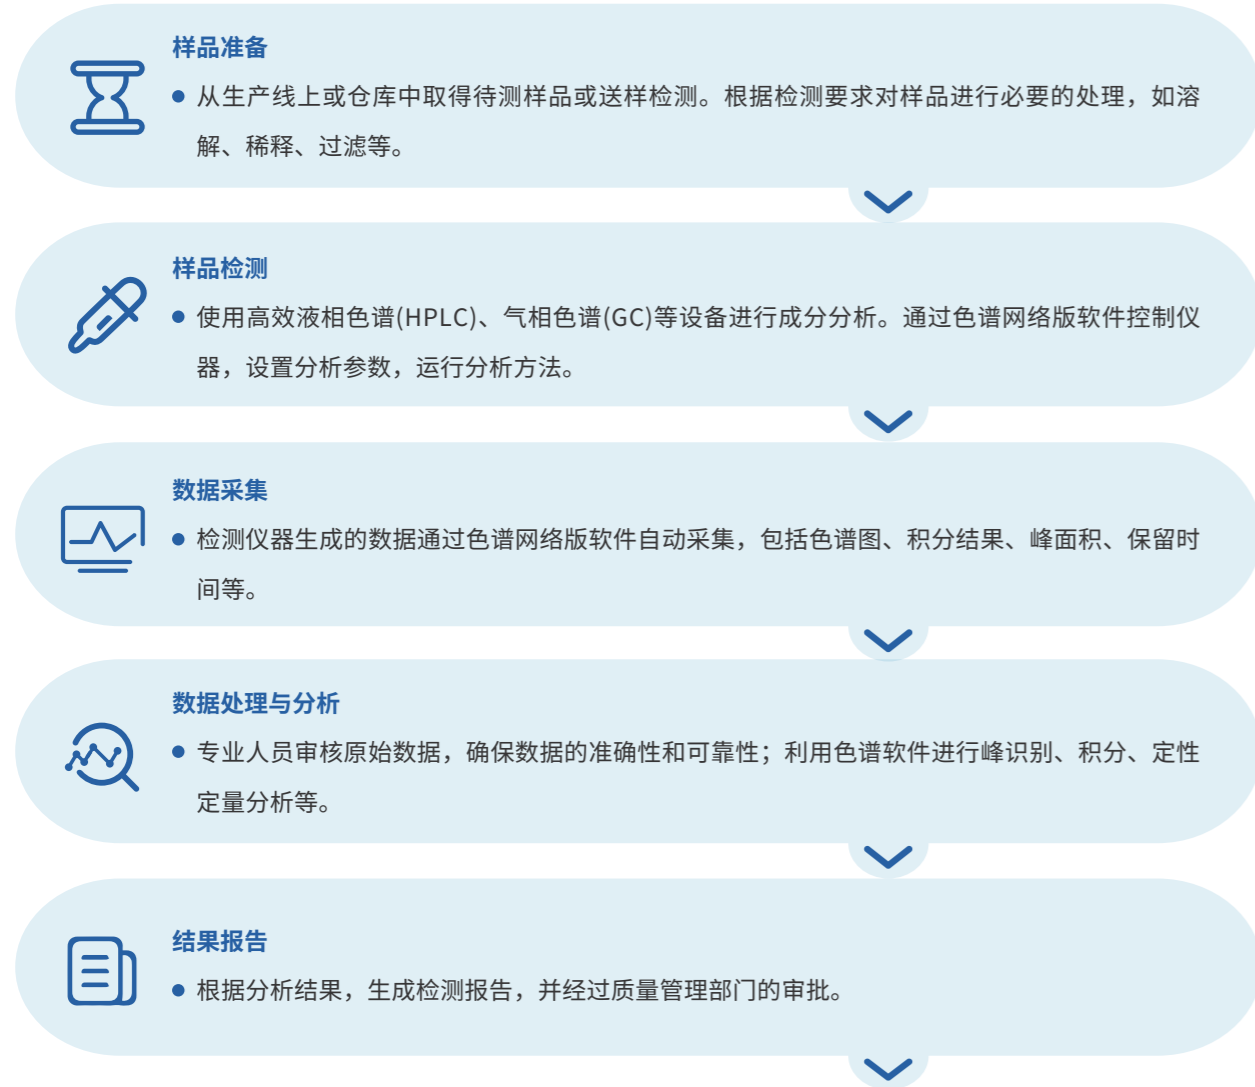 样品准备
从生产线上或仓库中取得待测样品或送样检测。根据检测要求对样品进行必要的处理，如溶
解、稀释、过滤等。
样品检测
使用高效液相色谱(HPLC)、气相色谱(GC)等设备进行成分分析。通过色谱网络版软件控制仪
器，设置分析参数，运行分析方法。
数据采集
检测仪器生成的数据通过色谱网络版软件自动采集，包括色谱图、积分结果、峰面积、保留时
间等。
数据处理与分析
专业人员审核原始数据，确保数据的准确性和可靠性；利用色谱软件进行峰识别、积分、定性
定量分析等。
结果报告
根据分析结果，生成检测报告，并经过质量管理部门的审批。